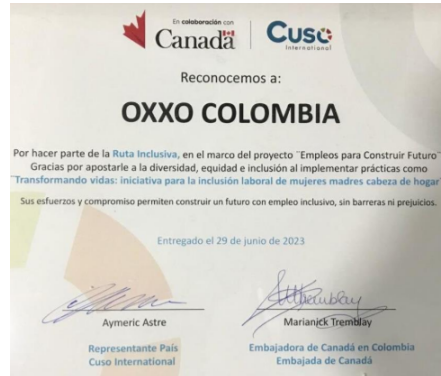 En colaboración con
Canadä
Cuso
International
Reconocemos a:
OXXO COLOMBIA
Por hacer parte de la Ruta Inclusiva, en el marco del proyecto ¨Empleos para Construir Futuro¨
Gracias por apostarle a la diversidad, equidad e inclusión al implementar prácticas como
¨Transformando vidas: iniciativa para la inclusión laboral de mujeres madres cabeza de hogar¨
Sus esfuerzos y compromiso permiten construir un futuro con empleo inclusivo, sin barreras ni prejuicios.
Entregado el 29 de junio de 2023
Aymeric Astre
Marianick Tremblay
Representante País
Cuso International
Embajadora de Canadá en Colombia
Embajada de Canadá